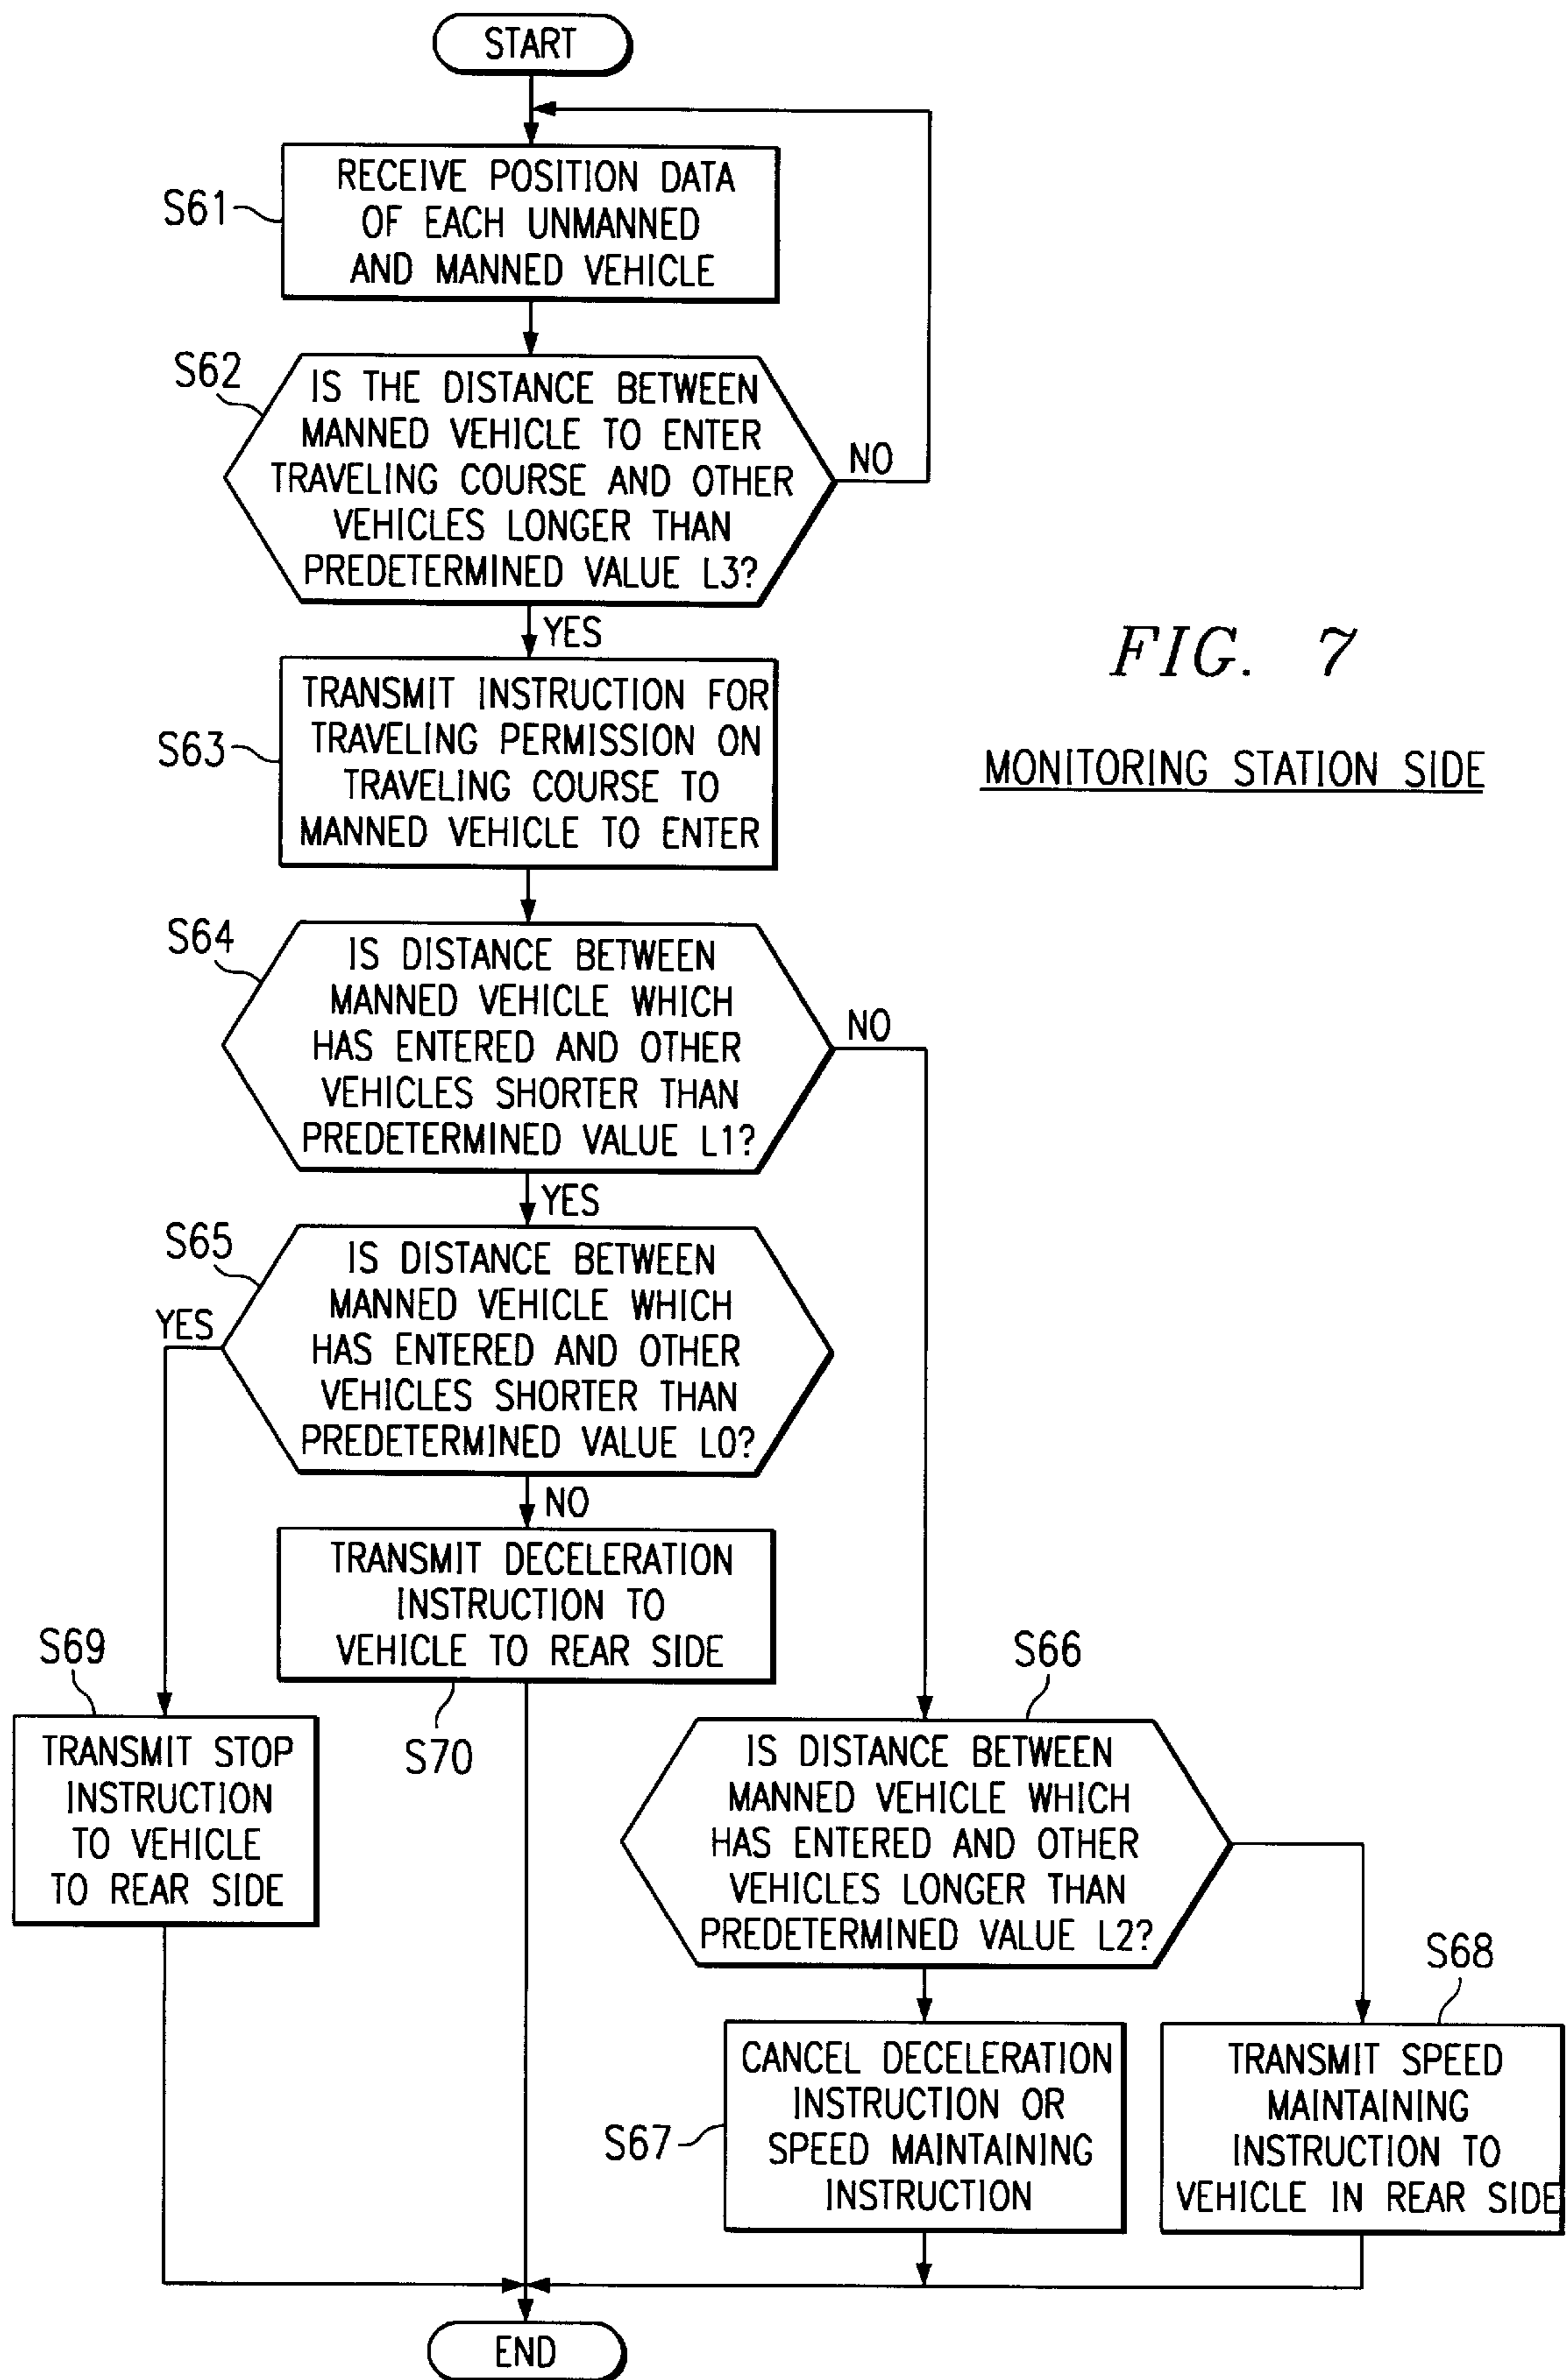 START
S61
RECEIVE POSITION DATA
OF EACH UNMANNED
AND MANNED VEHICLE
S62
IS THE DISTANCE BETWEEN
MANNED VEHICLE TO ENTER
TRAVELING COURSE AND OTHER
VEHICLES LONGER THAN
PREDETERMINED VALUE L3?
NO
YES
FIG. 7
MONITORING STATION SIDE
S63
TRANSMIT INSTRUCTION FOR
TRAVELING PERMISSION ON
TRAVELING COURSE TO
MANNED VEHICLE TO ENTER
S64
IS DISTANCE BETWEEN
MANNED VEHICLE WHICH
HAS ENTERED AND OTHER
VEHICLES SHORTER THAN
PREDETERMINED VALUE L1?
NO
YES
S65
IS DISTANCE BETWEEN
MANNED VEHICLE WHICH
HAS ENTERED AND OTHER
VEHICLES SHORTER THAN
PREDETERMINED VALUE L0?
YES
NO
TRANSMIT DECELERATION
INSTRUCTION TO
VEHICLE TO REAR SIDE
S70
S69
TRANSMIT STOP
INSTRUCTION
TO VEHICLE
TO REAR SIDE
S66
IS DISTANCE BETWEEN
MANNED VEHICLE WHICH
HAS ENTERED AND OTHER
VEHICLES LONGER THAN
PREDETERMINED VALUE L2?
S67
CANCEL DECELERATION
INSTRUCTION OR
SPEED MAINTAINING
INSTRUCTION
S68
TRANSMIT SPEED
MAINTAINING
INSTRUCTION TO
VEHICLE IN REAR SIDE
END